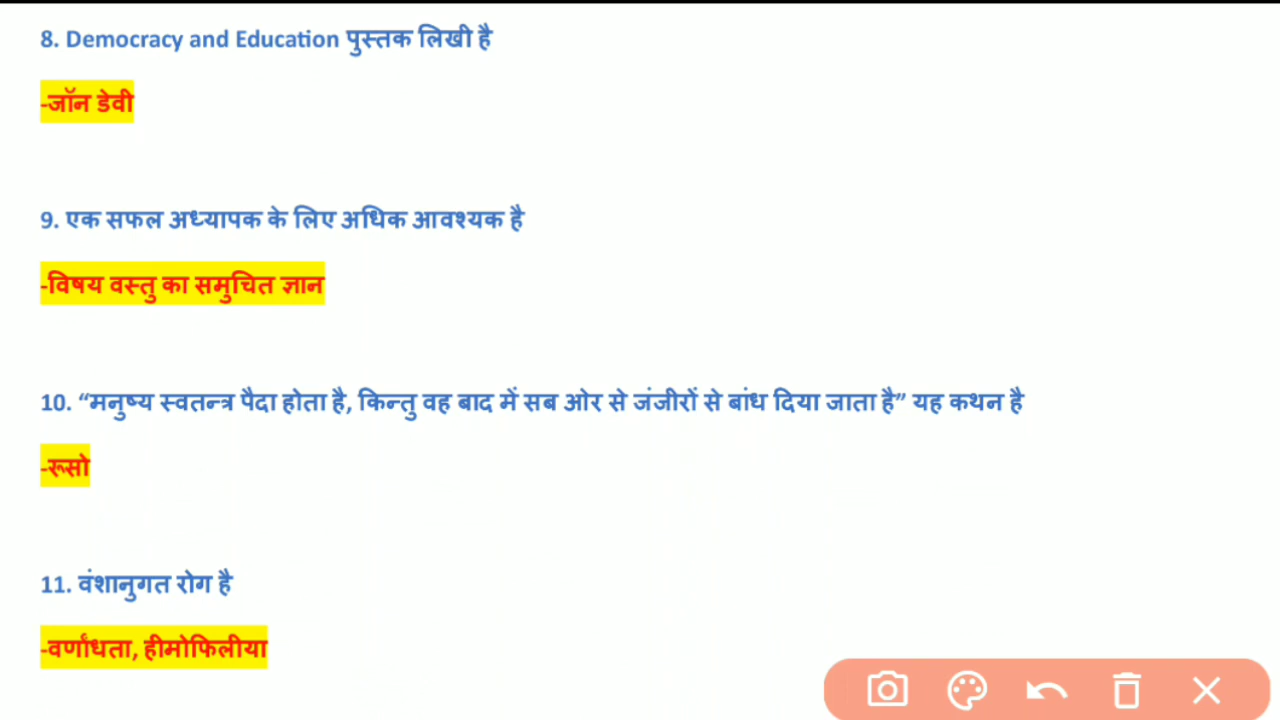 8. Democracy and Education पुस्तक लिखी है
-जॉन डेवी
9. एक सफल अध्यापक के लिए अधिक आवश्यक है
-विषय वस्तु का समुचित ज्ञान
10. “मनुष्य स्वतन्त्र पैदा होता है, किन्तु वह बाद में सब ओर से जंजीरों से बांध दिया जाता है” यह कथन है
-रूसो
11. वंशानुगत रोग है
-वर्णांधता, हीमोफिलीया